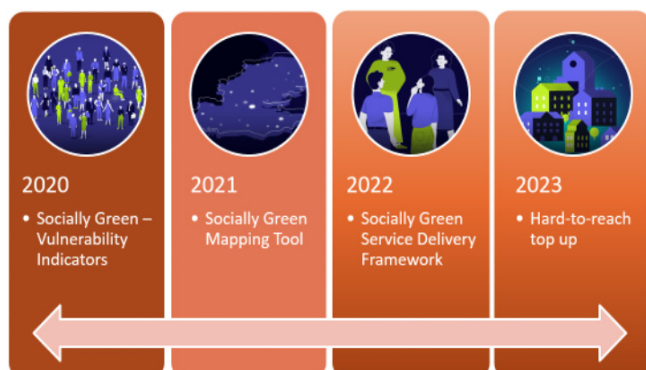 2020
• Socially Green –
Vulnerability
Indicators
2021
• Socially Green
Mapping Tool
2022
• Socially Green
Service Delivery
Framework
2023
• Hard-to-reach
top up